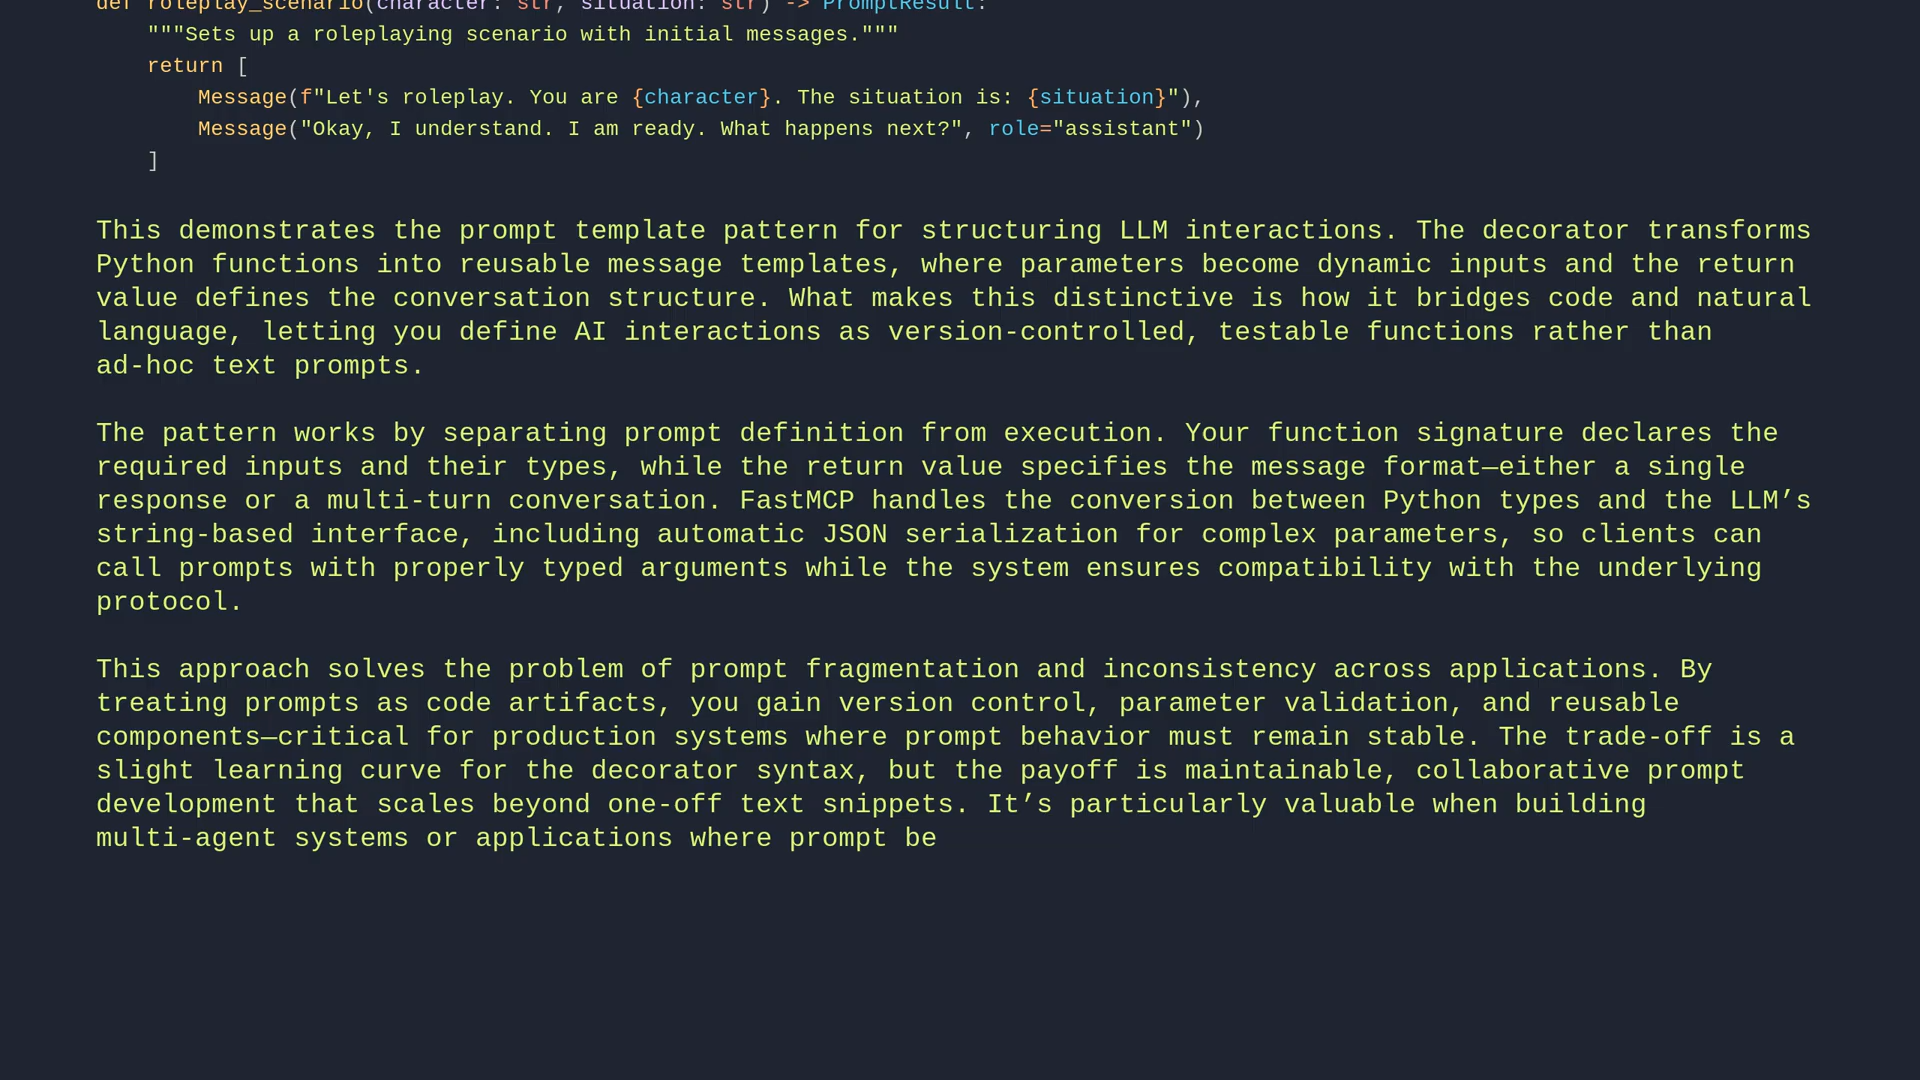 def roleplay_scenario(character: str, situation: str) -> PromptResult:
    """Sets up a roleplaying scenario with initial messages."""
    return [
        Message(f"Let's roleplay. You are {character}. The situation is: {situation}"),
        Message("Okay, I understand. I am ready. What happens next?", role="assistant")
    ]
This demonstrates the prompt template pattern for structuring LLM interactions. The decorator transforms
Python functions into reusable message templates, where parameters become dynamic inputs and the return
value defines the conversation structure. What makes this distinctive is how it bridges code and natural
language, letting you define AI interactions as version-controlled, testable functions rather than
ad-hoc text prompts.
The pattern works by separating prompt definition from execution. Your function signature declares the
required inputs and their types, while the return value specifies the message format—either a single
response or a multi-turn conversation. FastMCP handles the conversion between Python types and the LLM’s
string-based interface, including automatic JSON serialization for complex parameters, so clients can
call prompts with properly typed arguments while the system ensures compatibility with the underlying
protocol.
This approach solves the problem of prompt fragmentation and inconsistency across applications. By
treating prompts as code artifacts, you gain version control, parameter validation, and reusable
components—critical for production systems where prompt behavior must remain stable. The trade-off is a
slight learning curve for the decorator syntax, but the payoff is maintainable, collaborative prompt
development that scales beyond one-off text snippets. It’s particularly valuable when building
multi-agent systems or applications where prompt be